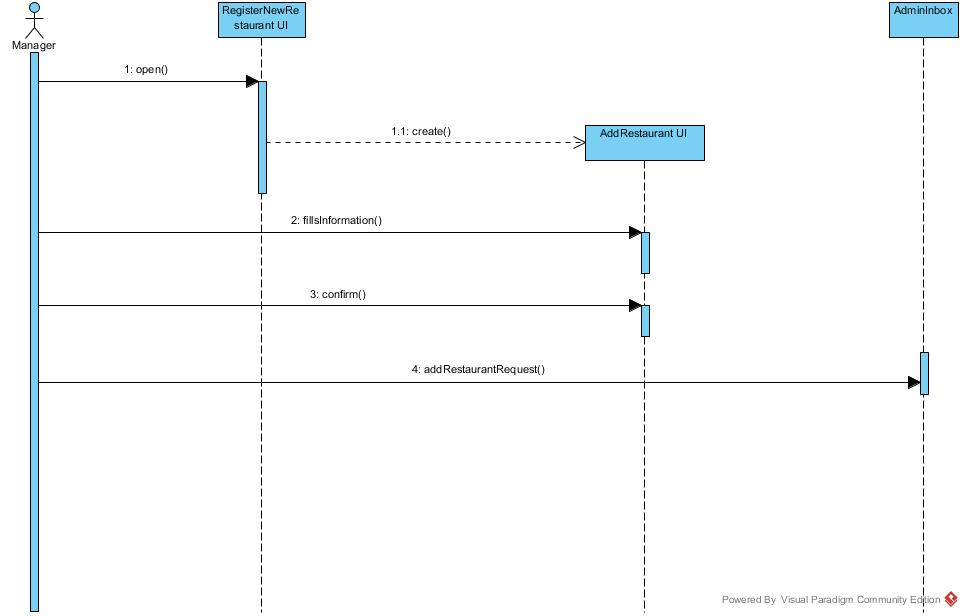 RegisterNewRe
staurant UI
AdminInbox
Manager
1: open()
1.1: create()
AddRestaurant UI
2: fillsInformation()
3: confirm()
4: addRestaurantRequest()
Powered By Visual Paradigm Community Edition